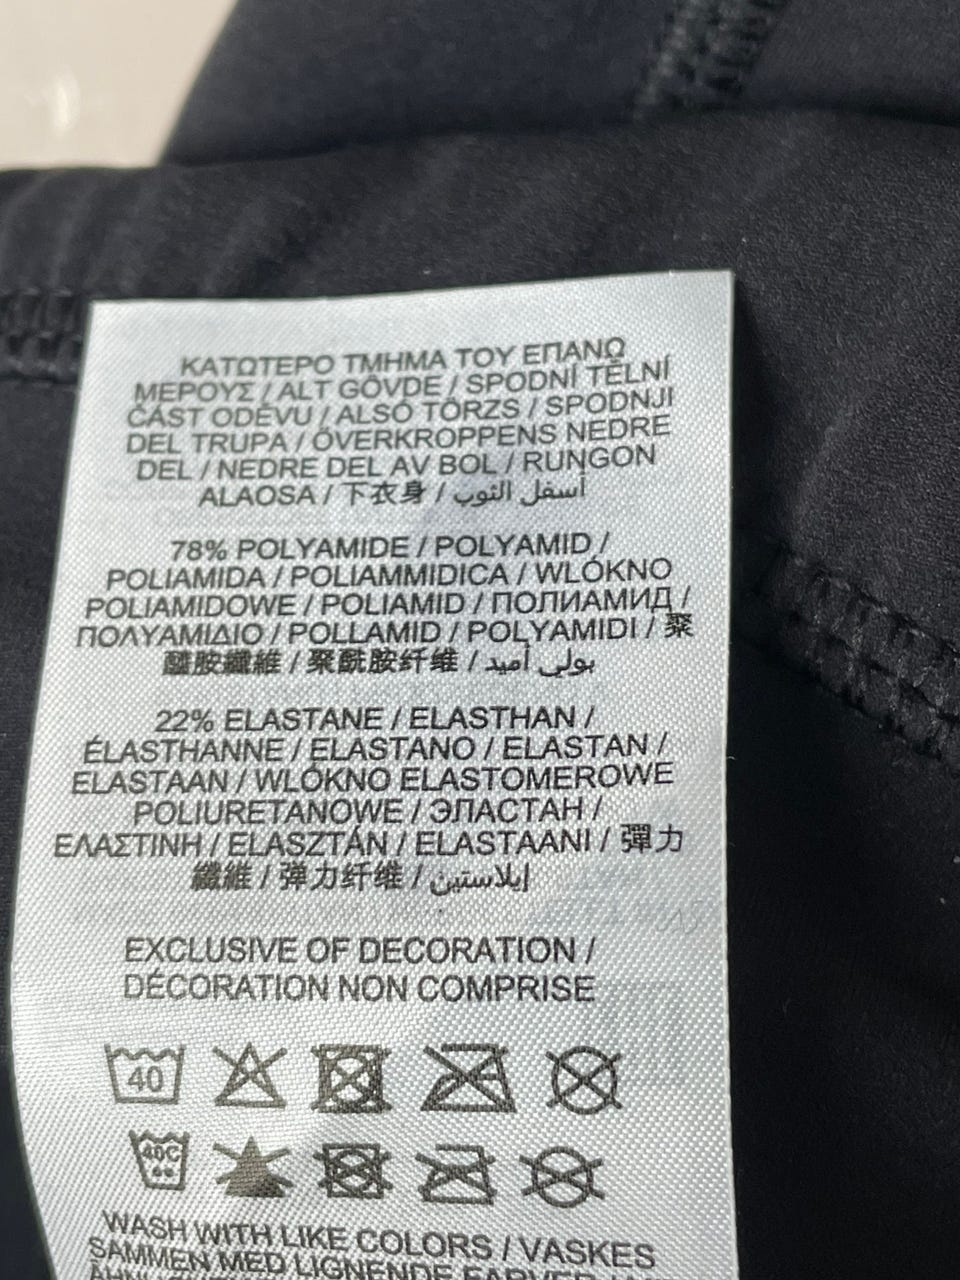 ΚΑΤΩΤΕΡΟ ΤΜΗΜΑ ΤΟΥ ΕΠΑΝΩ
ΜΕΡΟΥΣ / ALT GÖVDE / SPODNÍ TĚLNÍ
ČÁST ODĚVU / ALSÓ TÖRZS / SPODNJI
DEL TRUPA / ÖVERKROPPENS NEDRE
DEL / NEDRE DEL AV BOL / RUNGON
ALAOSA / 下衣身 / أسفل الثوب
78% POLYAMIDE / POLYAMID /
POLIAMIDA / POLIAMMIDICA / WLÓKNO
POLIAMIDOWE / POLIAMID / ПОЛИАМИД /
ΠΟΛΥΑΜΙΔΙΟ / POLLAMID / POLYAMIDI / 聚
醯胺纖維 / 聚酰胺纤维 / بولي أميد
22% ELASTANE / ELASTHAN /
ÉLASTHANNE / ELASTANO / ELASTAN /
ELASTAAN / WLÓKNO ELASTOMEROWE
POLIURETANOWE / ЭЛАСТАН /
ΕΛΑΣΤΙΝΗ / ELASZTÁN / ELASTAANI / 彈力
纖維 / 弹力纤维 / إيلاستين
EXCLUSIVE OF DECORATION /
DÉCORATION NON COMPRISE
40
40C
WASH WITH LIKE COLORS / VASKES
SAMMEN MED LIGNENDE FARVER /